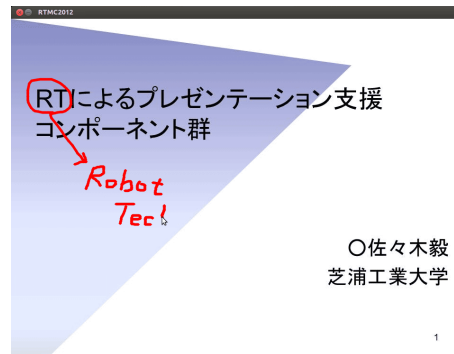 RTMC2012
RTによるプレゼンテーション支援
コンポーネント群
Robot
Tec
〇佐々木毅
芝浦工業大学
1